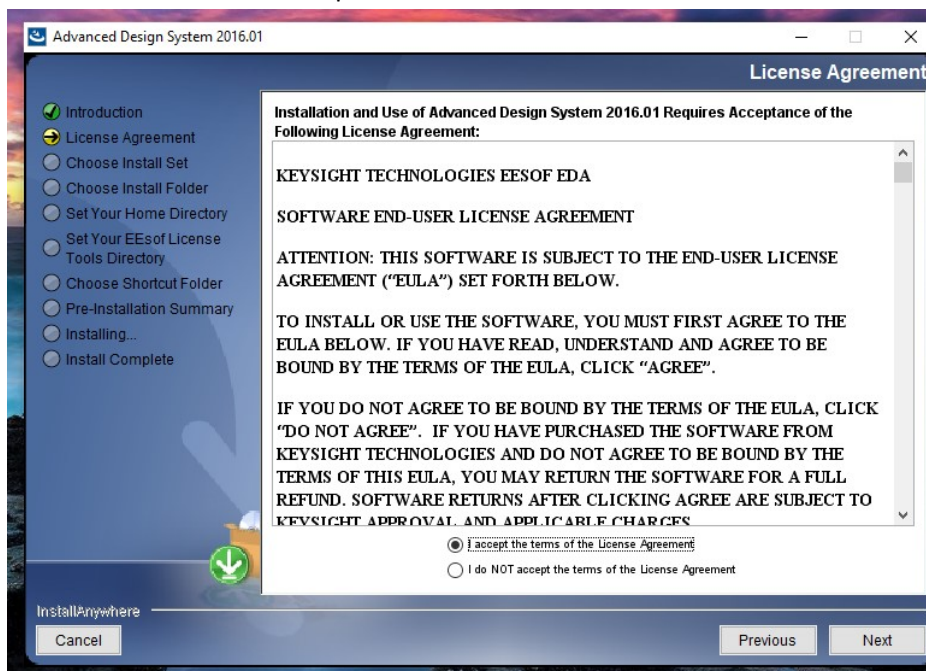 Advanced Design System 2016.01
License Agreement
Introduction
License Agreement
Choose Install Set
Choose Install Folder
Set Your Home Directory
Set Your EEsof License
Tools Directory
Choose Shortcut Folder
Pre-Installation Summary
Installing...
Install Complete
Installation and Use of Advanced Design System 2016.01 Requires Acceptance of the
Following License Agreement:
KEYSIGHT TECHNOLOGIES EESOF EDA
SOFTWARE END-USER LICENSE AGREEMENT
ATTENTION: THIS SOFTWARE IS SUBJECT TO THE END-USER LICENSE
AGREEMENT (“EULA”) SET FORTH BELOW.
TO INSTALL OR USE THE SOFTWARE, YOU MUST FIRST AGREE TO THE
EULA BELOW. IF YOU HAVE READ, UNDERSTAND AND AGREE TO BE
BOUND BY THE TERMS OF THE EULA, CLICK “AGREE”.
IF YOU DO NOT AGREE TO BE BOUND BY THE TERMS OF THE EULA, CLICK
“DO NOT AGREE”. IF YOU HAVE PURCHASED THE SOFTWARE FROM
KEYSIGHT TECHNOLOGIES AND DO NOT AGREE TO BE BOUND BY THE
TERMS OF THIS EULA, YOU MAY RETURN THE SOFTWARE FOR A FULL
REFUND. SOFTWARE RETURNS AFTER CLICKING AGREE ARE SUBJECT TO
KEYSIGHT APPROVAL AND APPLICABLE CHARGES
I accept the terms of the License Agreement
I do NOT accept the terms of the License Agreement
InstallAnywhere
Cancel
Previous
Next